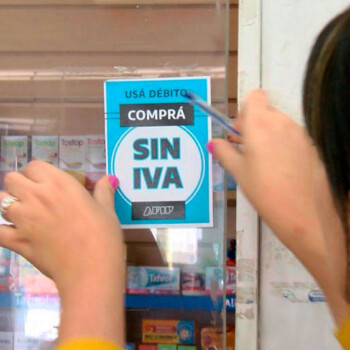 USÁ DÉBITO
COMPRÁ
SIN
IVA
AFIP